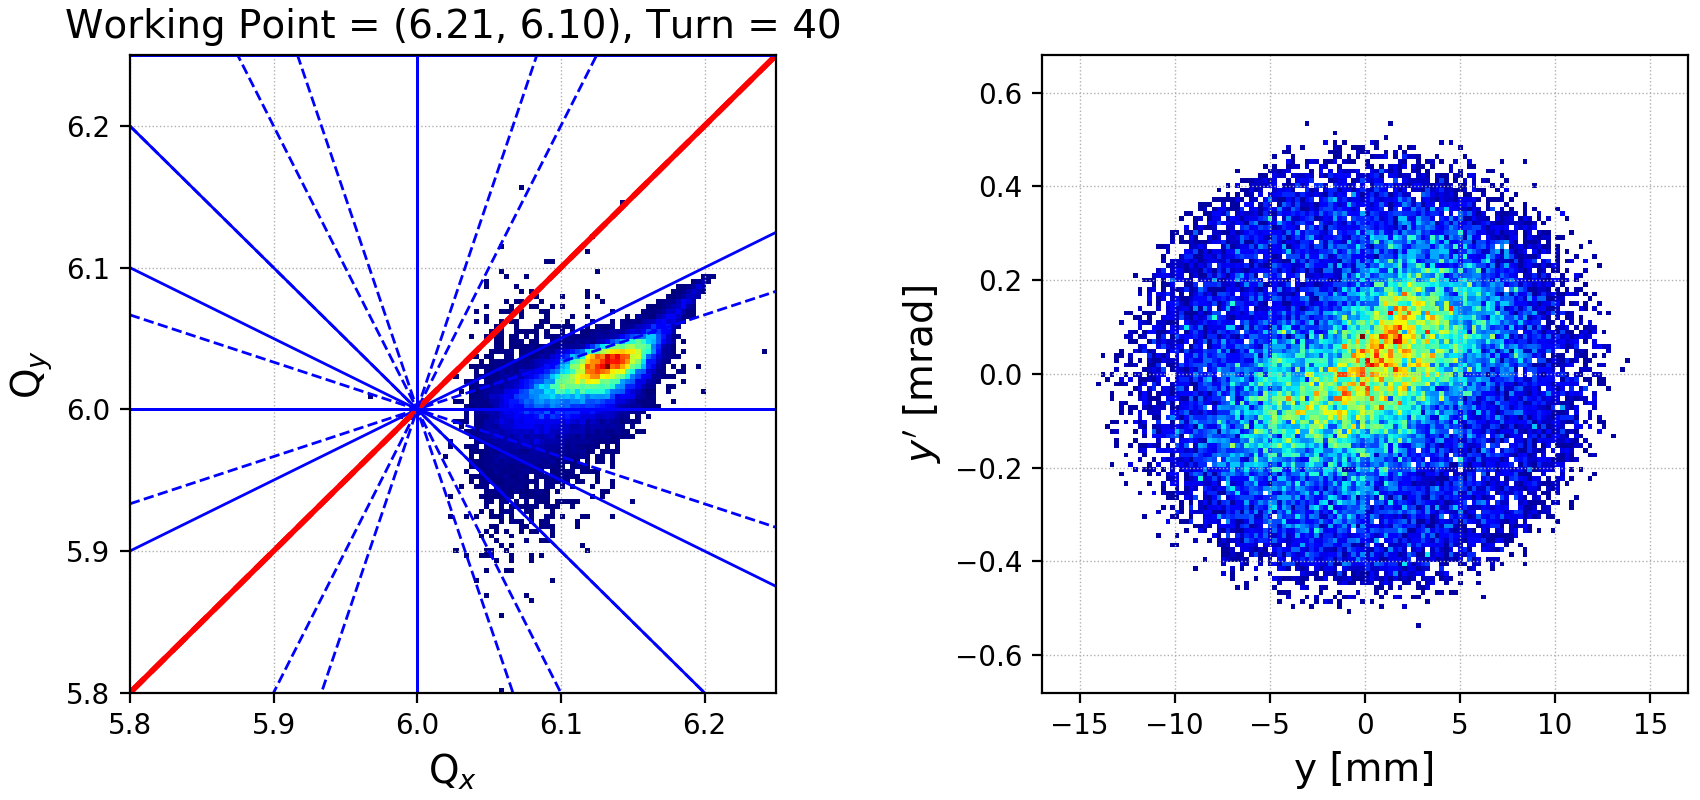 Working Point = (6.21, 6.10), Turn = 40
6.2
6.1
6.0
5.9
5.8
Q_y
5.8 5.9 6.0 6.1 6.2
Q_x
0.6
0.4
0.2
0.0
−0.2
−0.4
−0.6
y′ [mrad]
−15 −10 −5 0 5 10 15
y [mm]